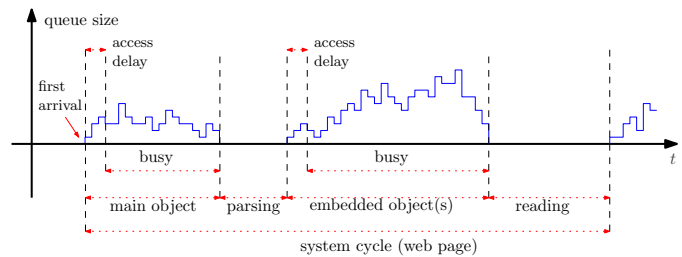 queue size
access
delay
access
delay
first
arrival
t
busy
busy
main object
parsing
embedded object(s)
reading
system cycle (web page)